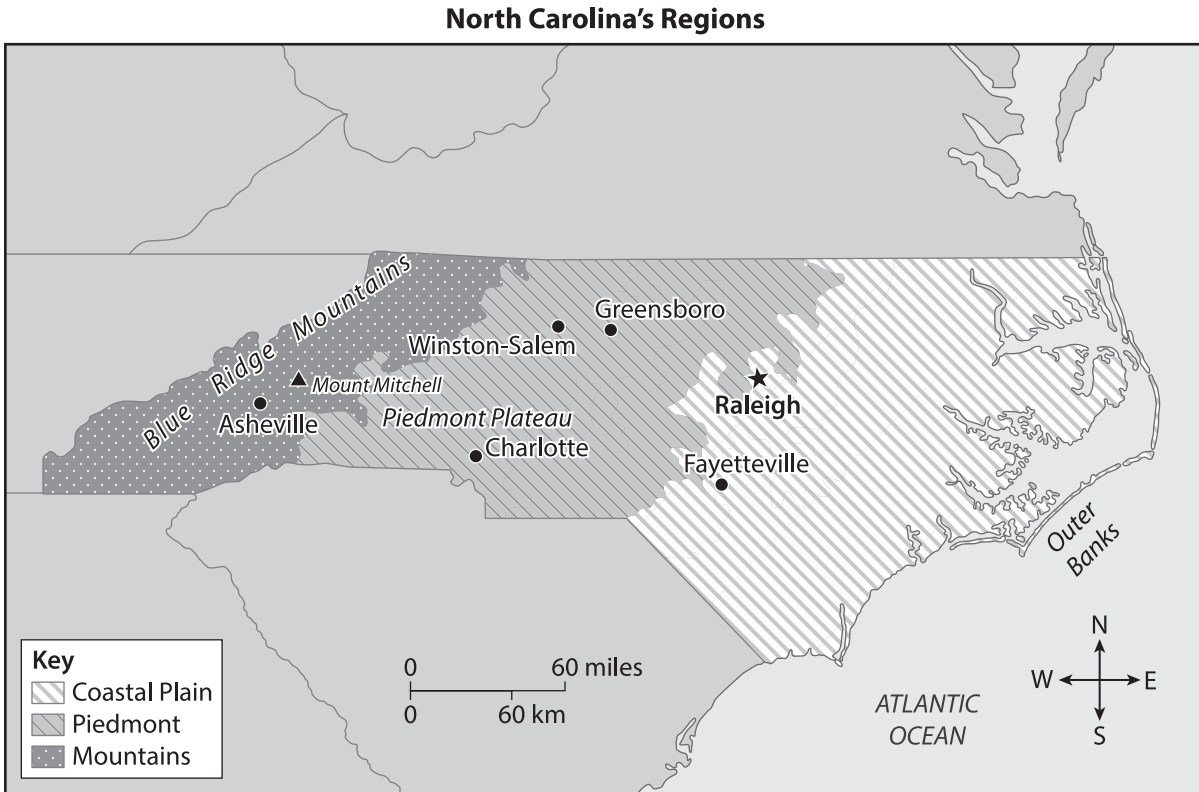 North Carolina's Regions
Blue Ridge Mountains
Greensboro
Winston-Salem
Mount Mitchell
Raleigh
Asheville
Piedmont Plateau
Charlotte
Fayetteville
Outer
Banks
Key
Coastal Plain
Piedmont
Mountains
0 60 miles
0 60 km
ATLANTIC
OCEAN
N
W E
S